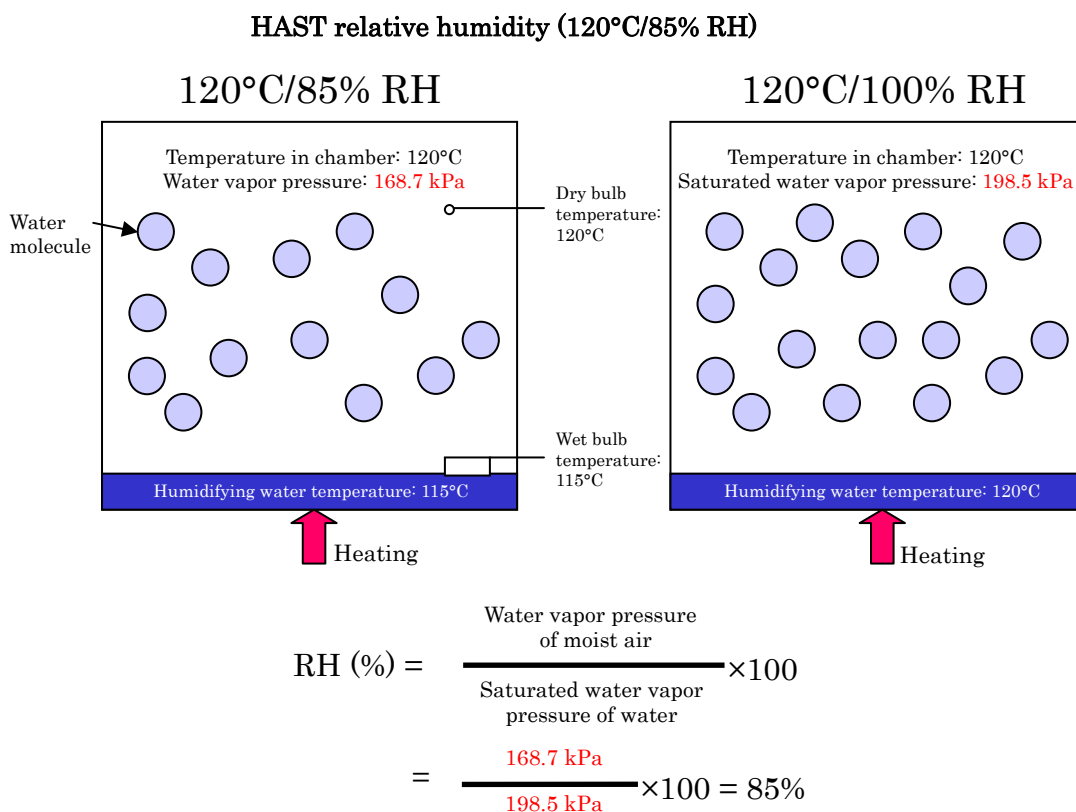 HAST relative humidity (120°C/85% RH)
120°C/85% RH
Temperature in chamber: 120°C
Water vapor pressure: 168.7 kPa
Water
molecule
Dry bulb
temperature:
120°C
Wet bulb
temperature:
115°C
Humidifying water temperature: 115°C
Heating
120°C/100% RH
Temperature in chamber: 120°C
Saturated water vapor pressure: 198.5 kPa
Humidifying water temperature: 120°C
Heating
Water vapor pressure
of moist air
RH (%) = ×100
Saturated water vapor
pressure of water
168.7 kPa
= ×100 = 85%
198.5 kPa